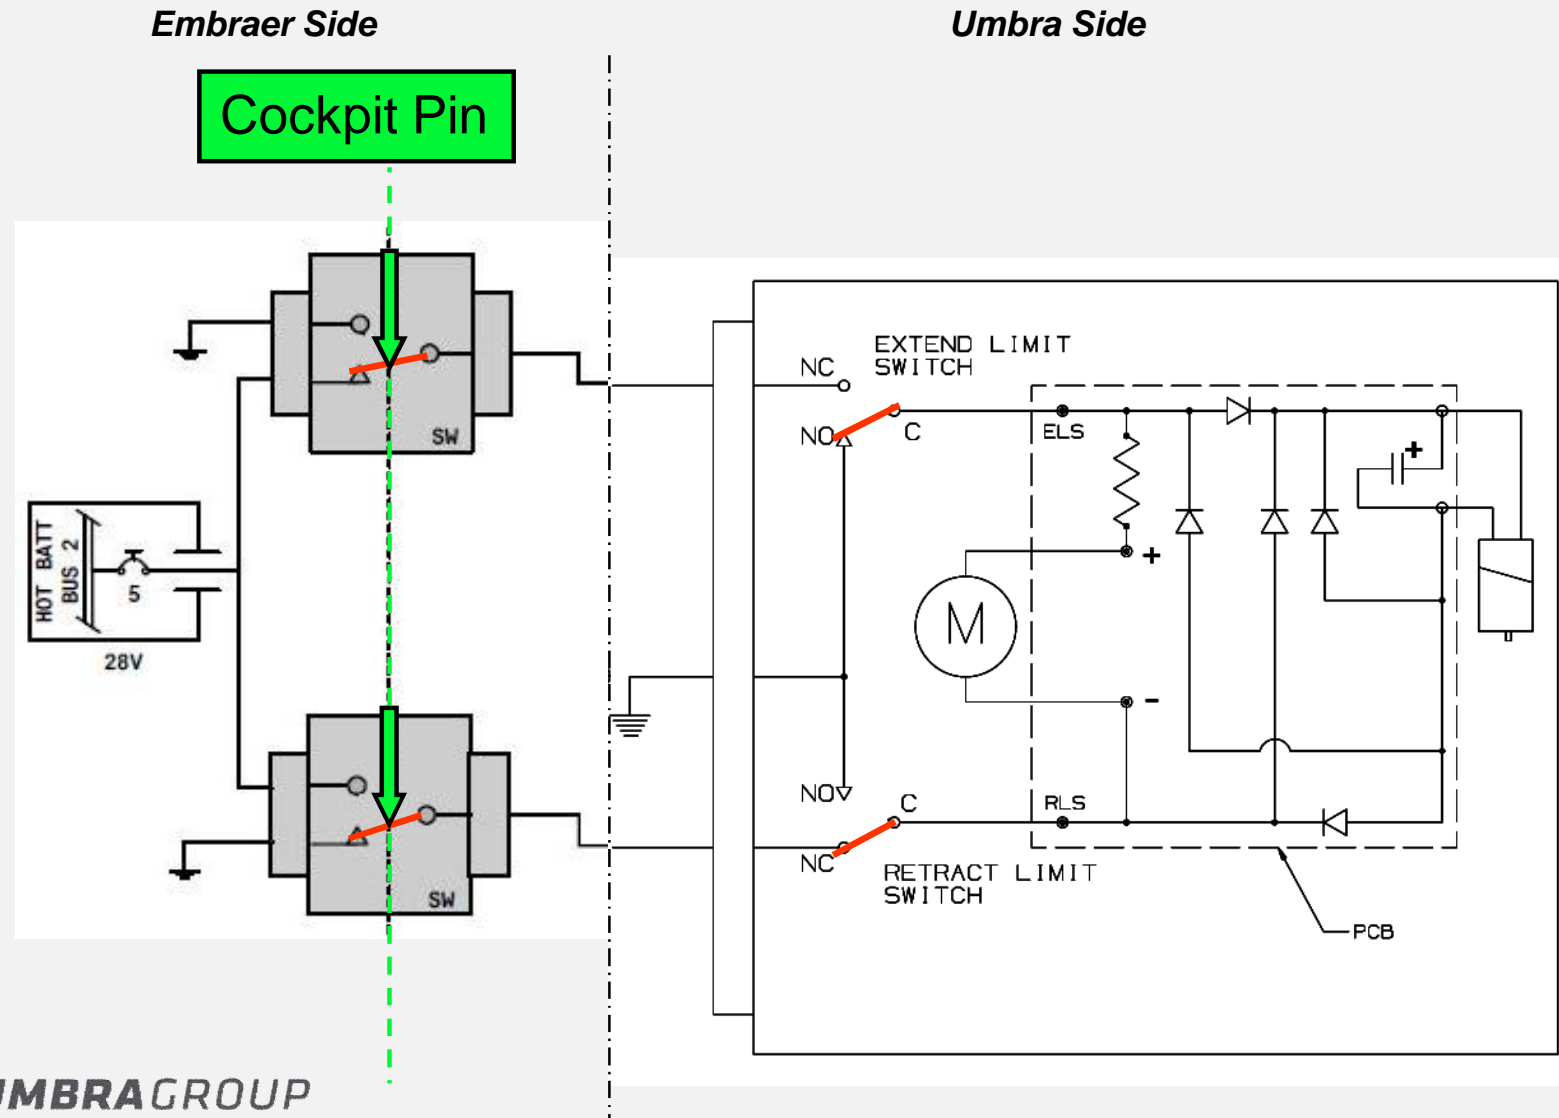 Embraer Side
Umbra Side
Cockpit Pin
SW
HOT BATT
BUS 2
5
28V
SW
EXTEND LIMIT
SWITCH
NC
NO
C
ELS
+
+
M
-
NO
C
RLS
NC
RETRACT LIMIT
SWITCH
PCB
UMBRAGROUP